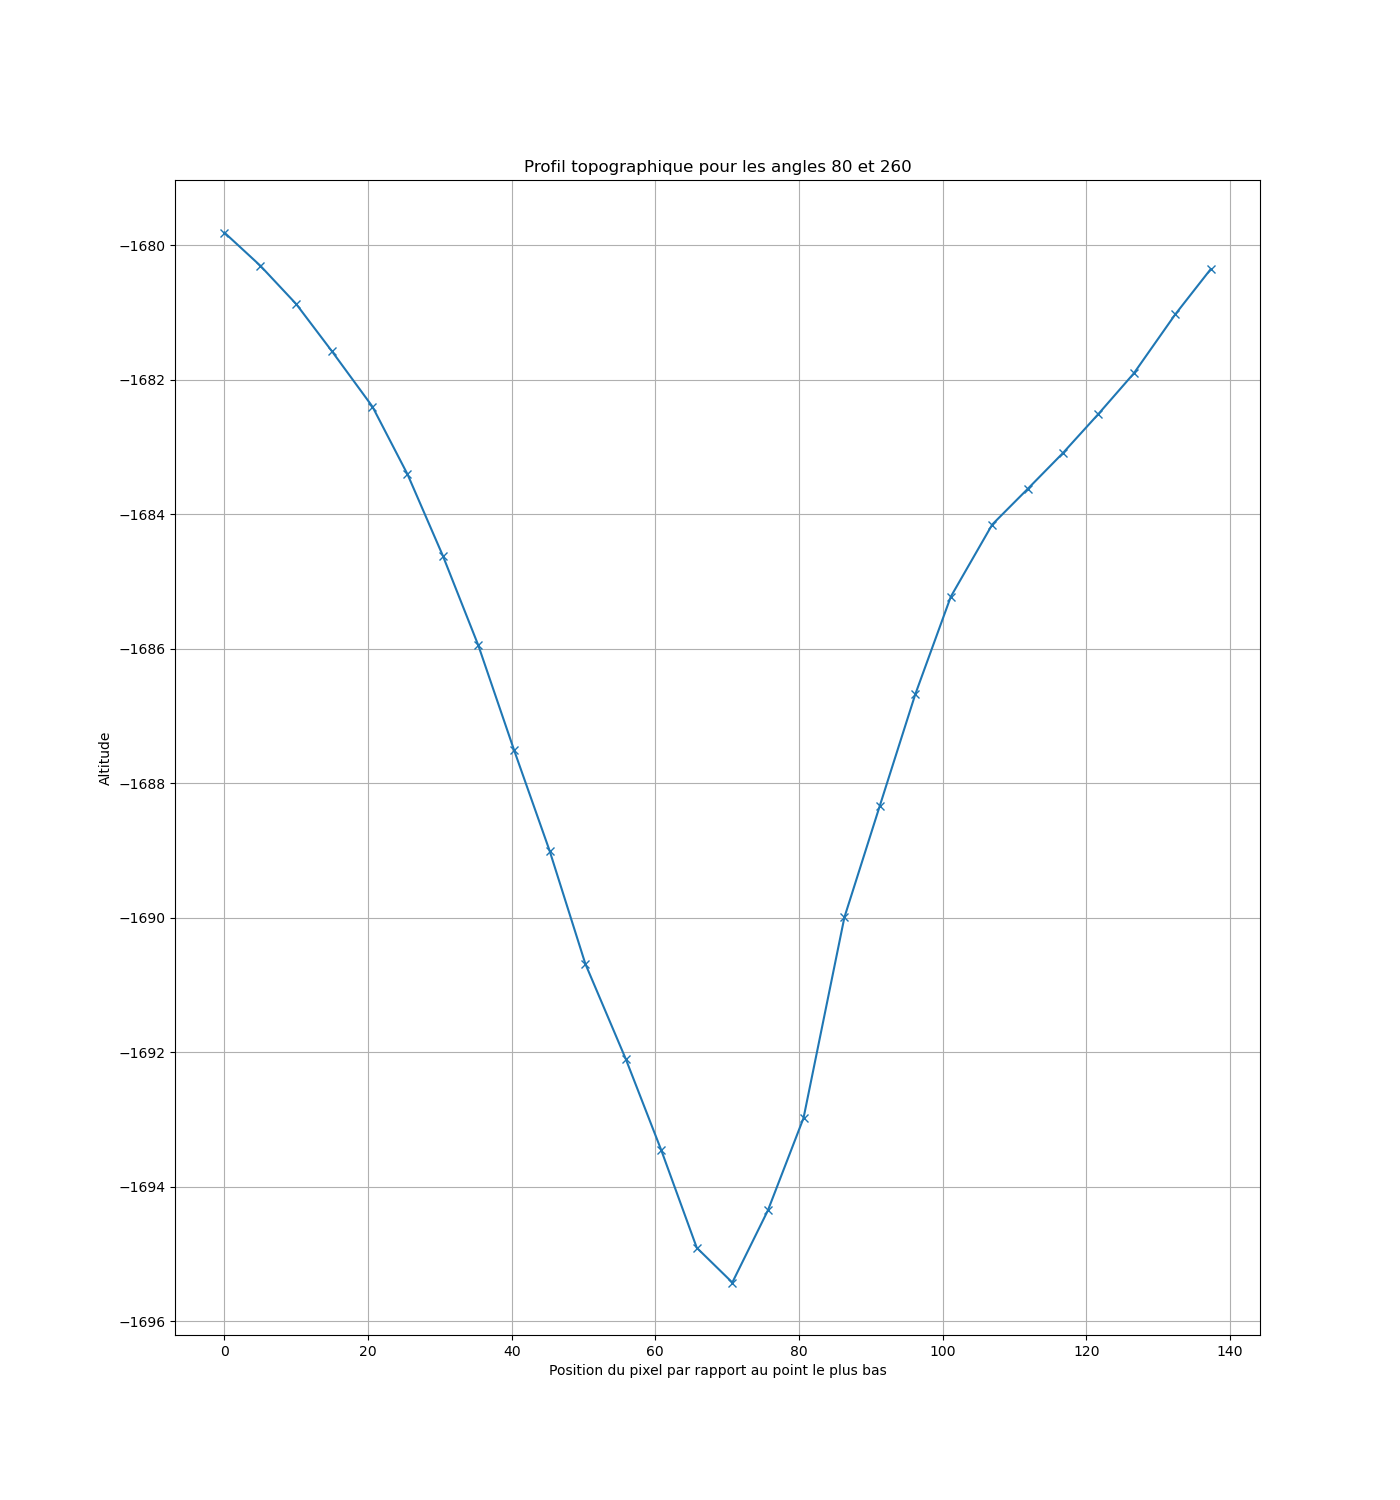 Profil topographique pour les angles 80 et 260
Altitude
−1680
−1682
−1684
−1686
−1688
−1690
−1692
−1694
−1696
0 20 40 60 80 100 120 140
Position du pixel par rapport au point le plus bas